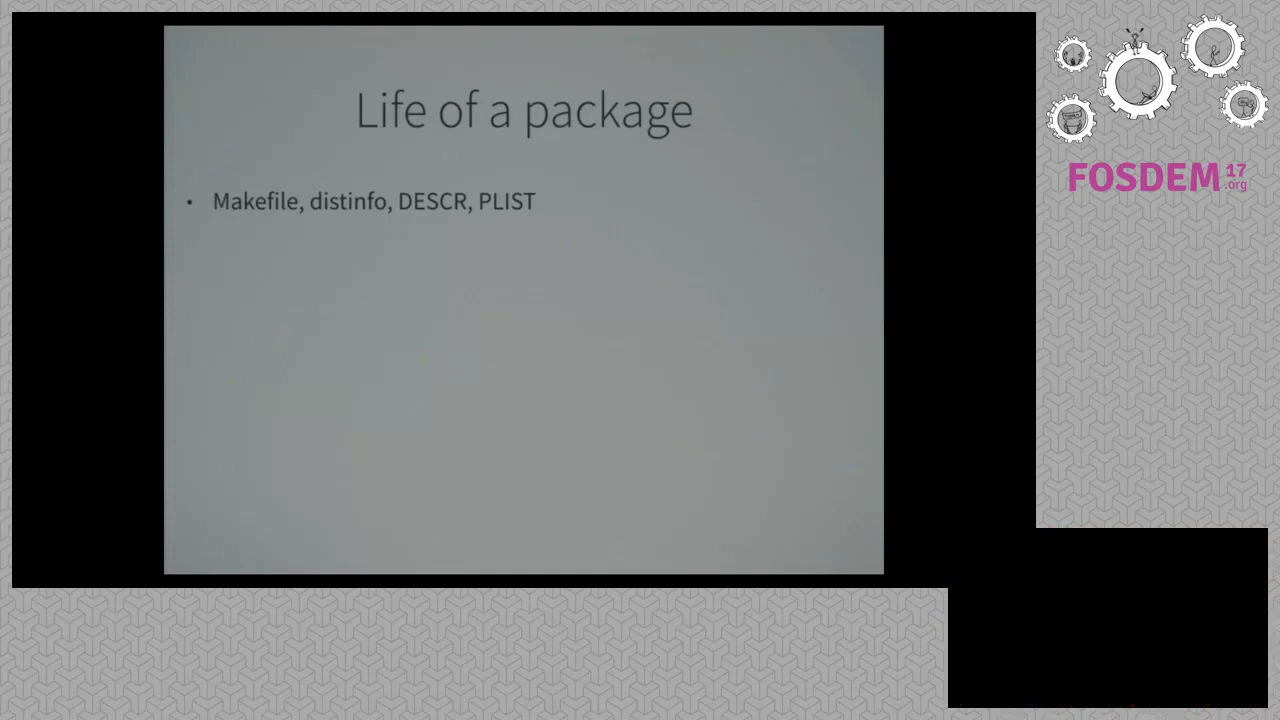 Life of a package
• Makefile, distinfo, DESCR, PLIST
FOSDEM 17
.org